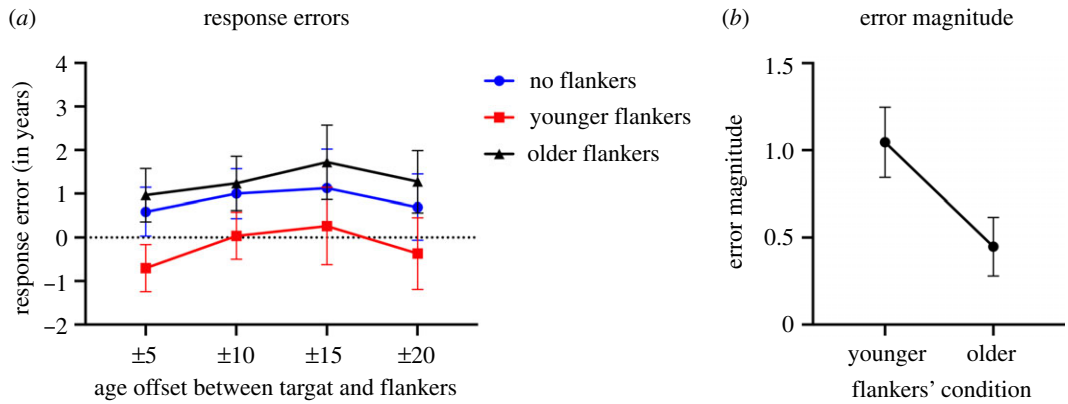 (a) response errors
response error (in years)
4
3
2
1
0
–1
–2
±5 ±10 ±15 ±20
age offset between targat and flankers
no flankers
younger flankers
older flankers
(b) error magnitude
error magnitude
1.5
1.0
0.5
0
younger older
flankers’ condition